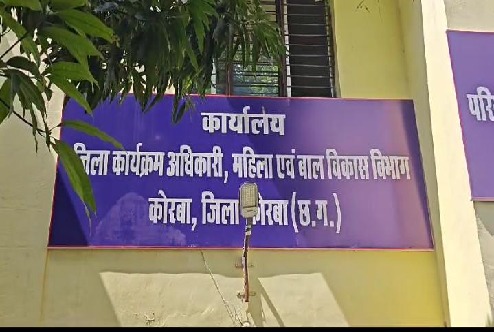 कार्यालय
जिला कार्यक्रम अधिकारी, महिला एवं बाल विकास विभाग
कोरबा, जिला कोरबा (छ.ग.)